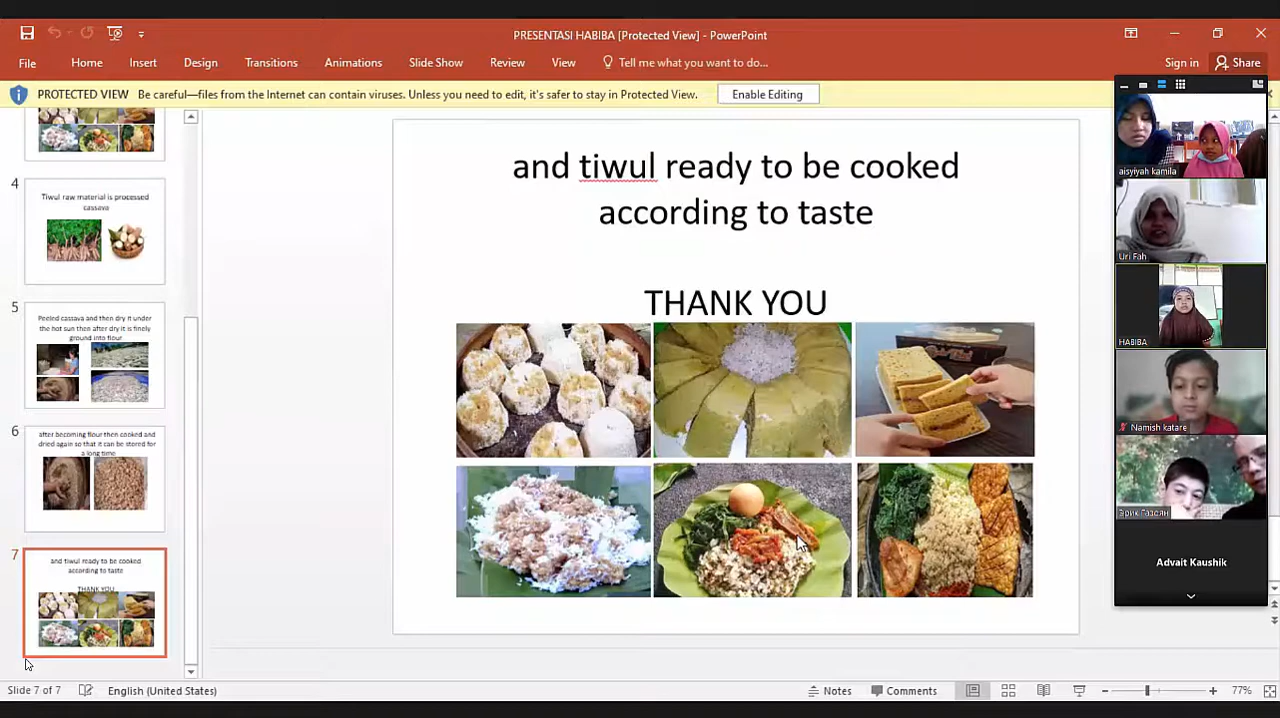 PRESENTASI HABIBA [Protected View] - PowerPoint
File Home Insert Design Transitions Animations Slide Show Review View Tell me what you want to do... Sign in Share
PROTECTED VIEW Be careful—files from the Internet can contain viruses. Unless you need to edit, it's safer to stay in Protected View. Enable Editing
4
Tiwul raw material is processed
cassava
5
Peeled cassava and then dry it under
the hot sun then after dry it is finely
ground into flour
6
after becoming flour then cooked and
dried again so that it can be stored for
a long time
7
and tiwul ready to be cooked
according to taste
THANK YOU
and tiwul ready to be cooked
according to taste
THANK YOU
aisyiyah kamila
Uri Fah
HABIBA
Namish katare
Эрик Газоян
Advait Kaushik
Slide 7 of 7 English (United States) Notes Comments 77%